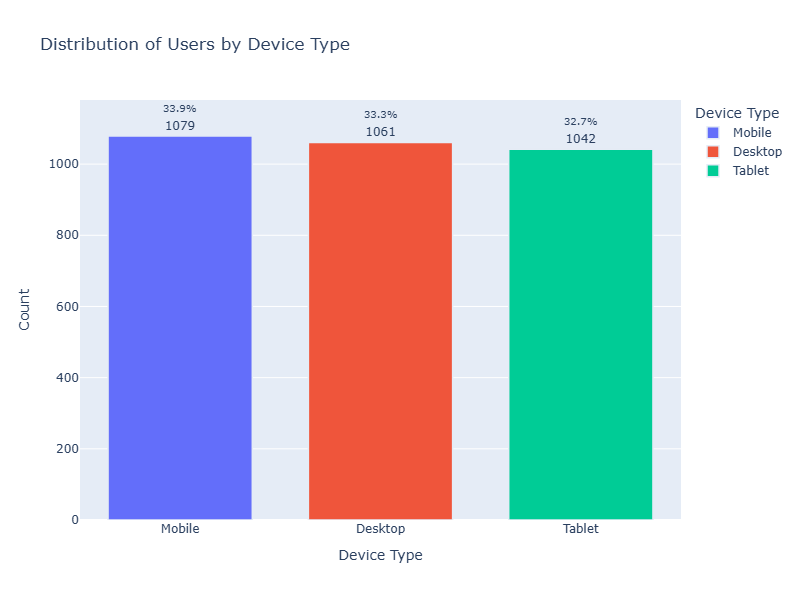 Distribution of Users by Device Type
33.9%
1079
33.3%
1061
32.7%
1042
Device Type
Mobile
Desktop
Tablet
1000
800
600
400
200
0
Count
Mobile
Desktop
Tablet
Device Type